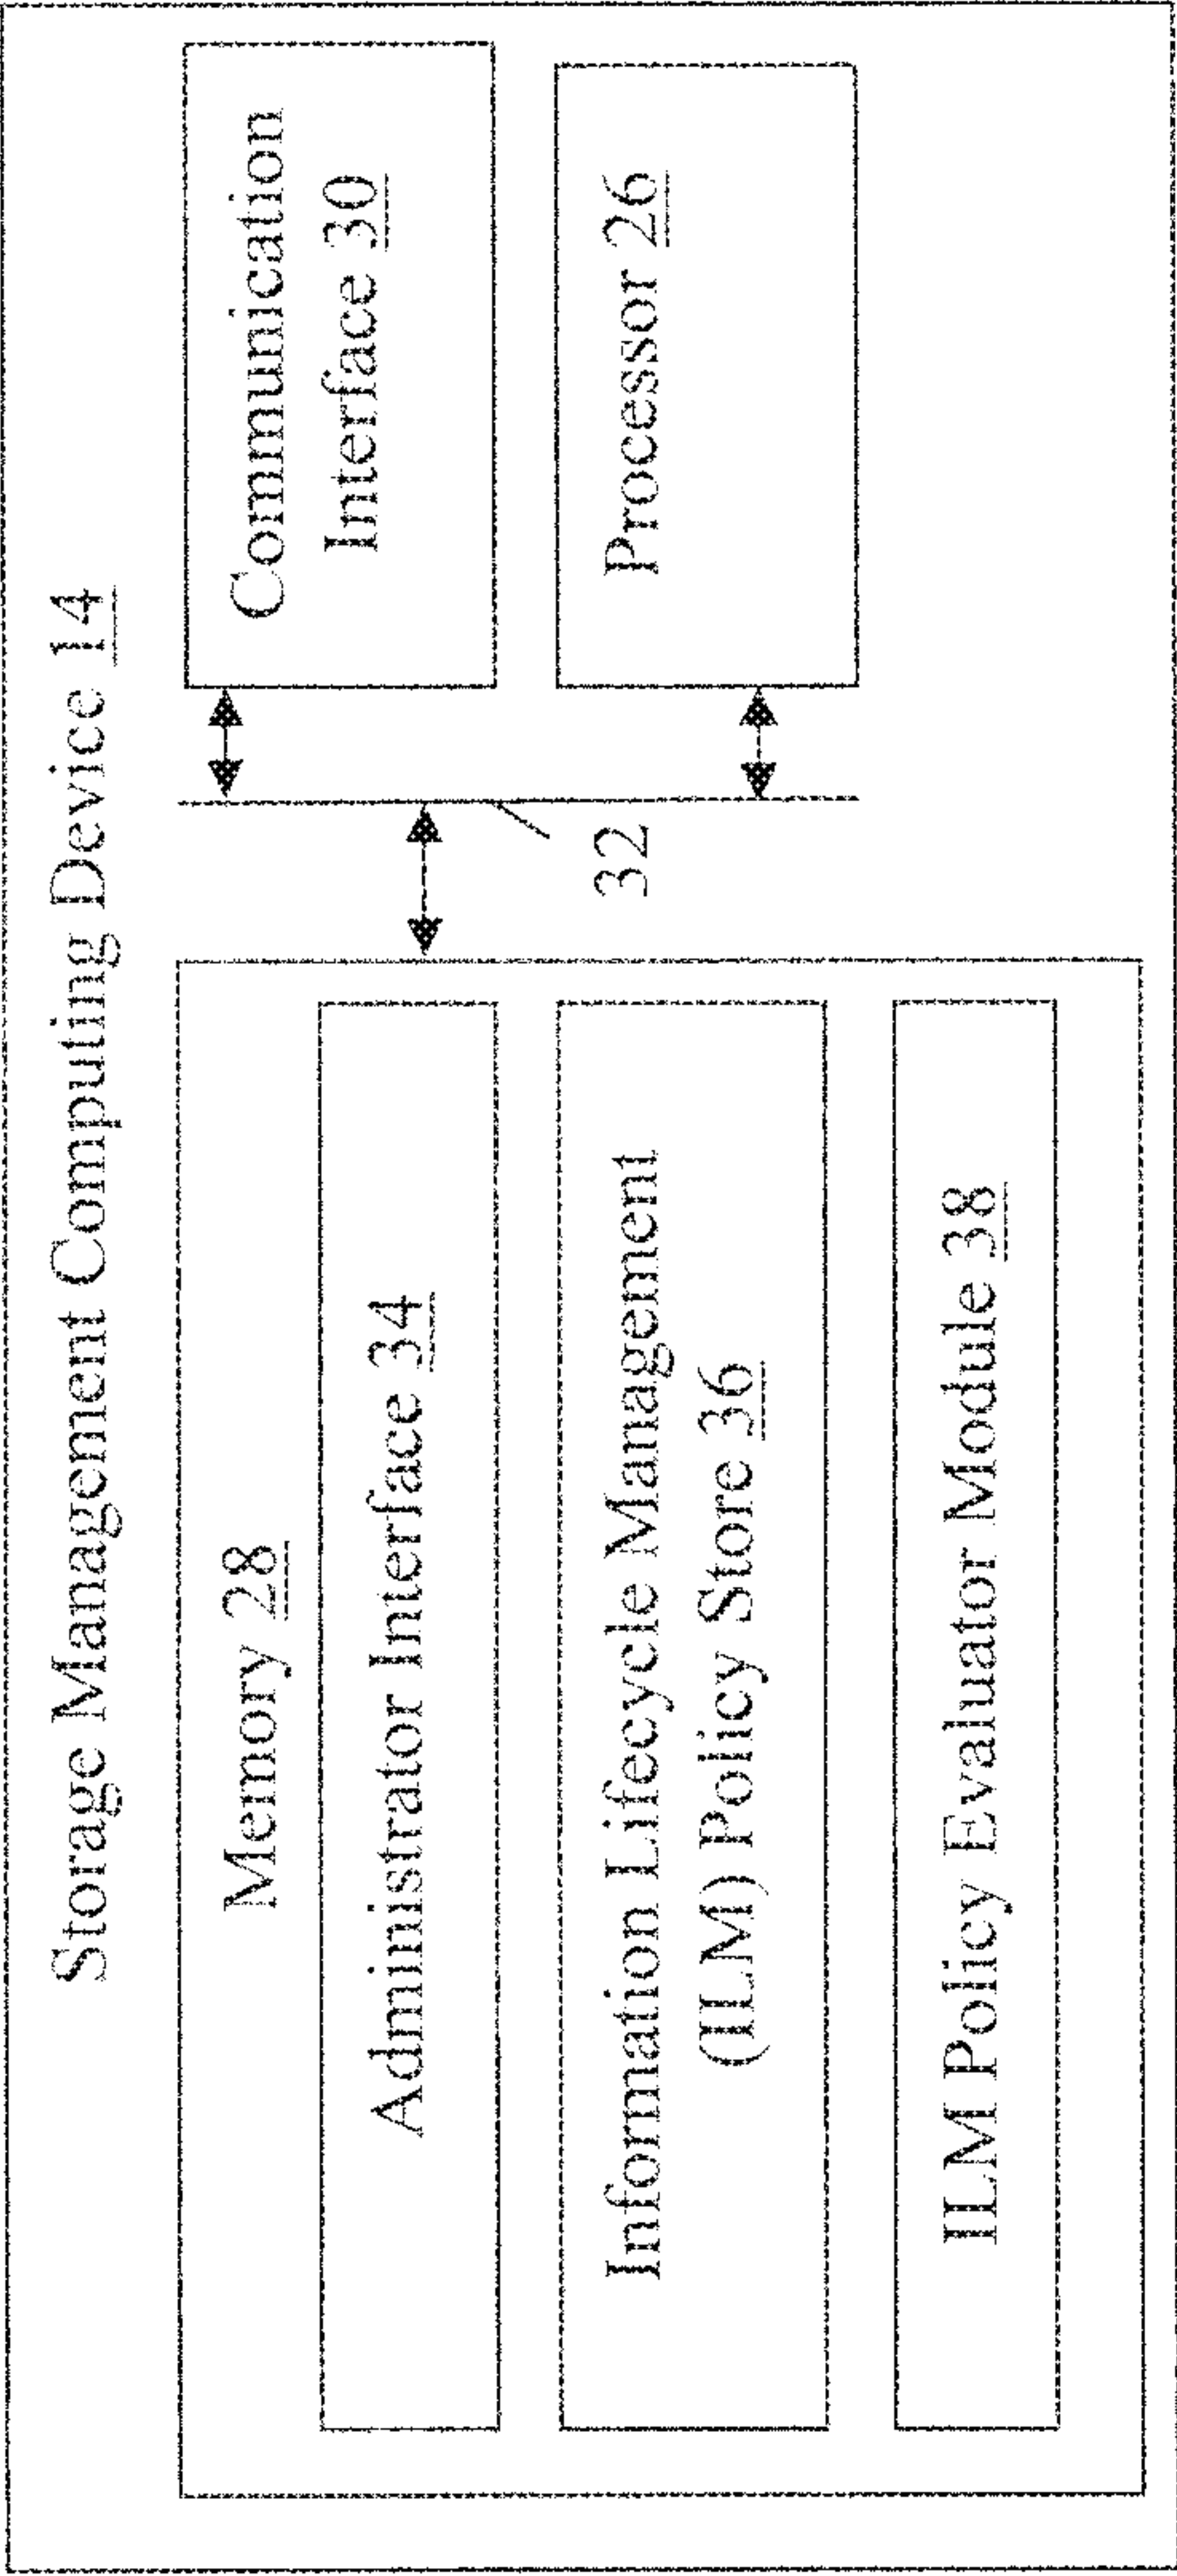 Storage Management Computing Device 14
Memory 28
Administrator Interface 34
Information Lifecycle Management
(ILM) Policy Store 36
ILM Policy Evaluator Module 38
32
Communication
Interface 30
Processor 26